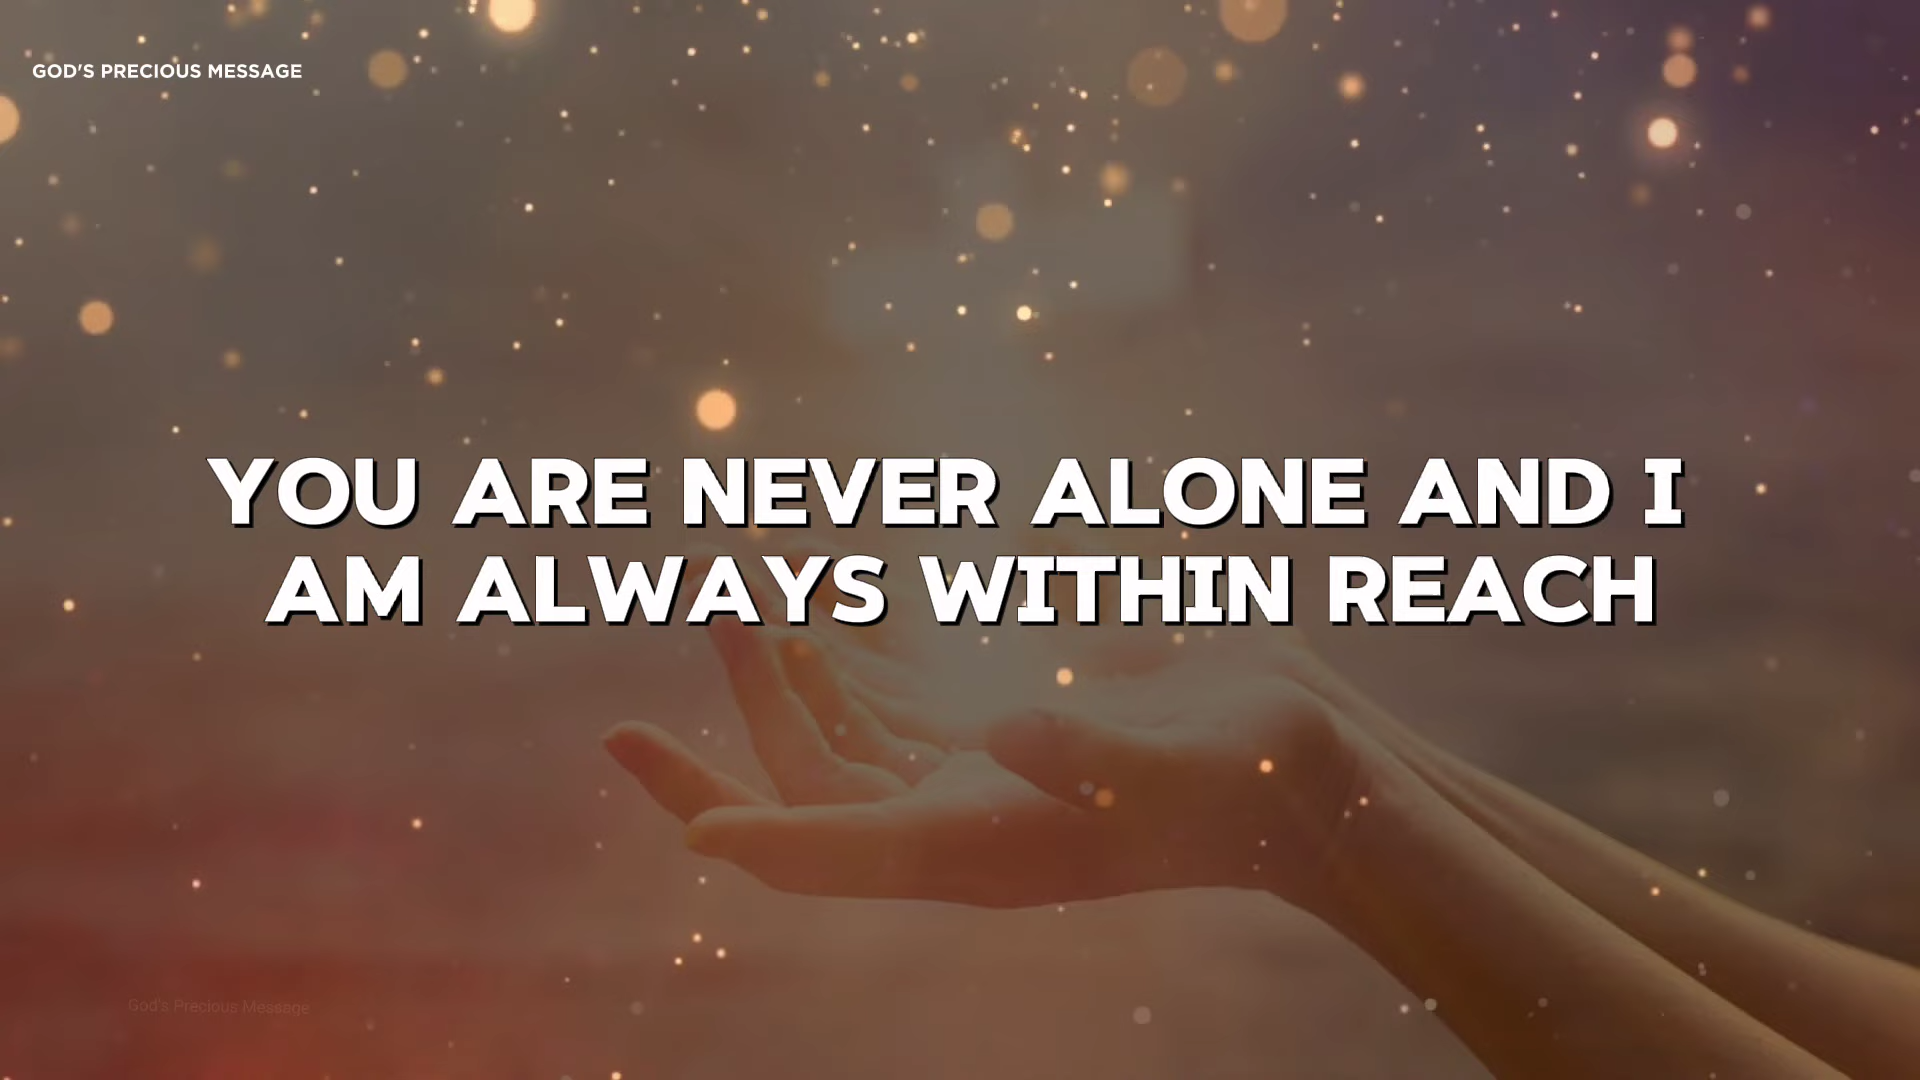 GOD'S PRECIOUS MESSAGE
YOU ARE NEVER ALONE AND I
AM ALWAYS WITHIN REACH
God's Precious Message